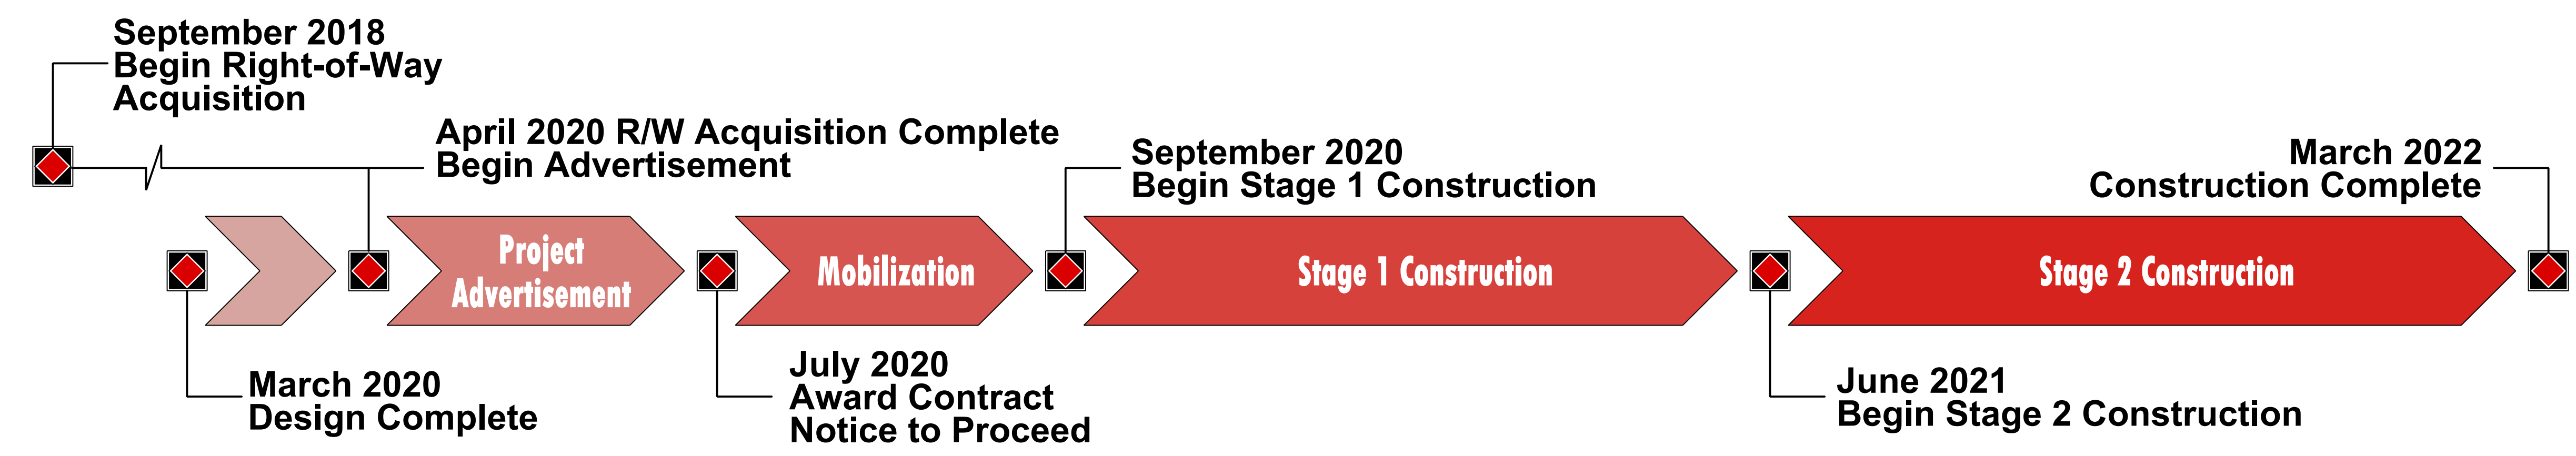 September 2018
Begin Right-of-Way
Acquisition
April 2020 R/W Acquisition Complete
Begin Advertisement
September 2020
Begin Stage 1 Construction
March 2022
Construction Complete
Project
Advertisement
Mobilization
Stage 1 Construction
Stage 2 Construction
March 2020
Design Complete
July 2020
Award Contract
Notice to Proceed
June 2021
Begin Stage 2 Construction